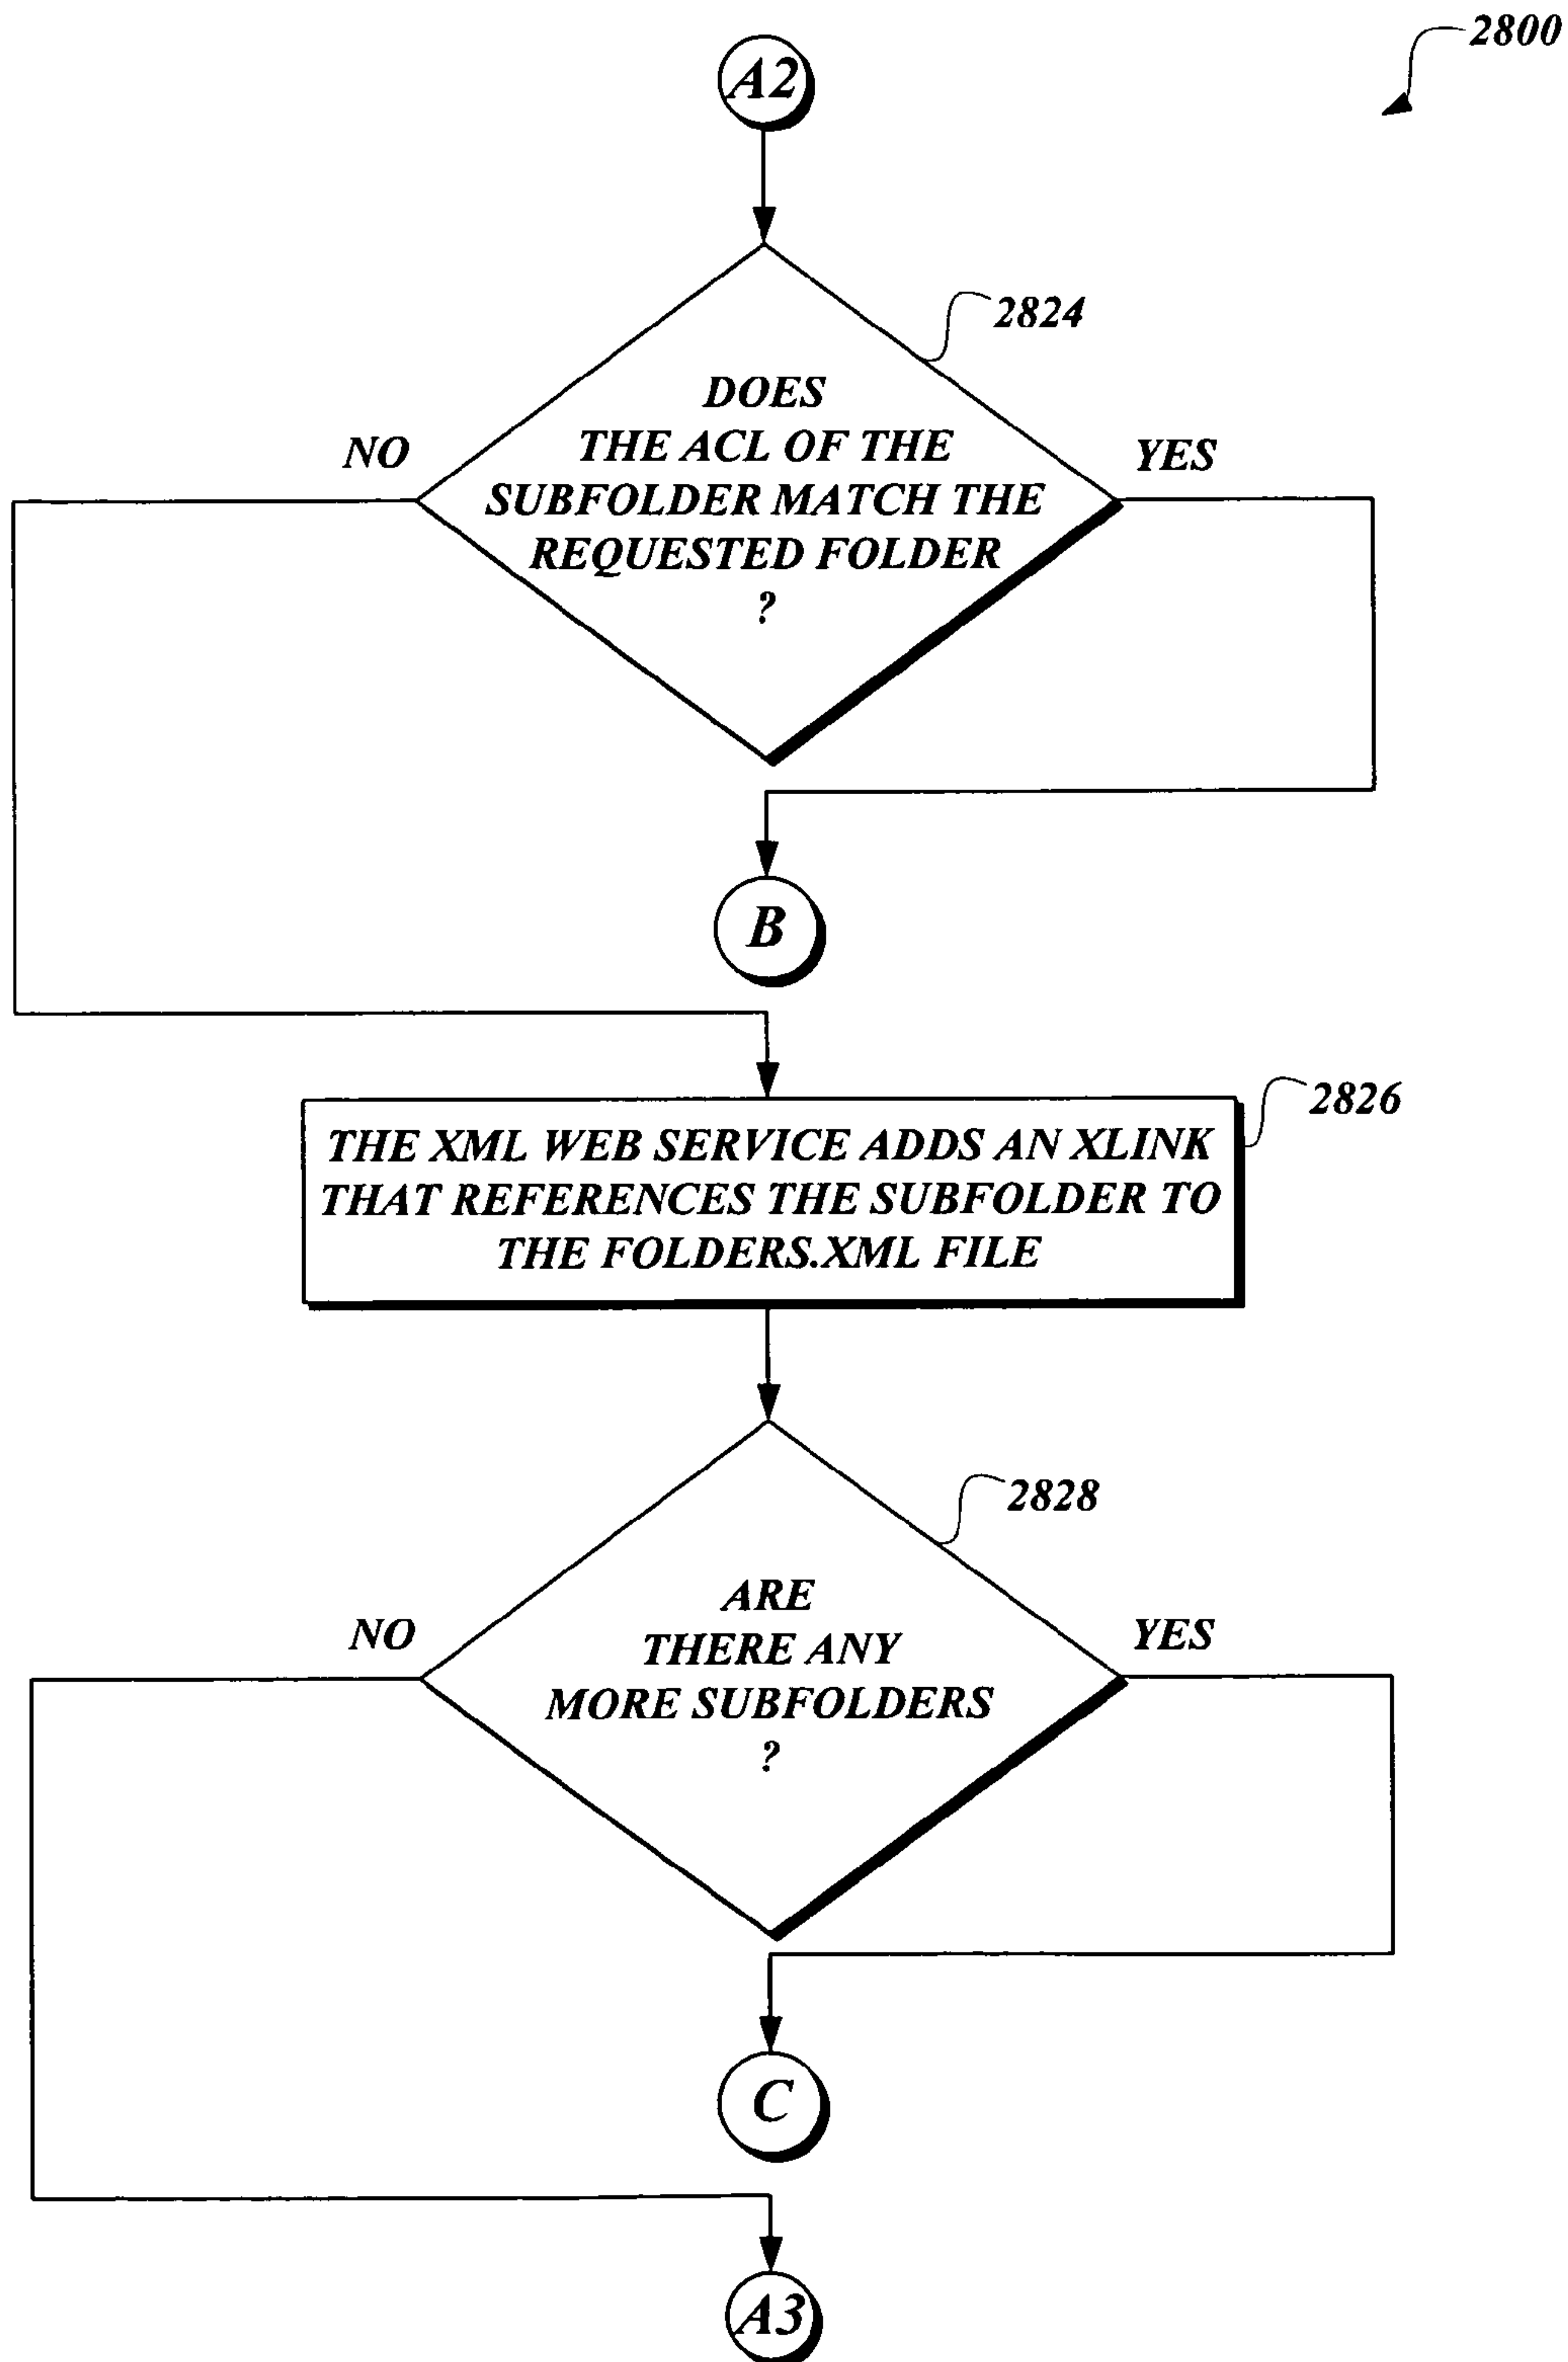 2800
A2
2824
DOES
THE ACL OF THE
SUBFOLDER MATCH THE
REQUESTED FOLDER
?
NO
YES
B
2826
THE XML WEB SERVICE ADDS AN XLINK
THAT REFERENCES THE SUBFOLDER TO
THE FOLDERS.XML FILE
2828
ARE
THERE ANY
MORE SUBFOLDERS
?
NO
YES
C
A3